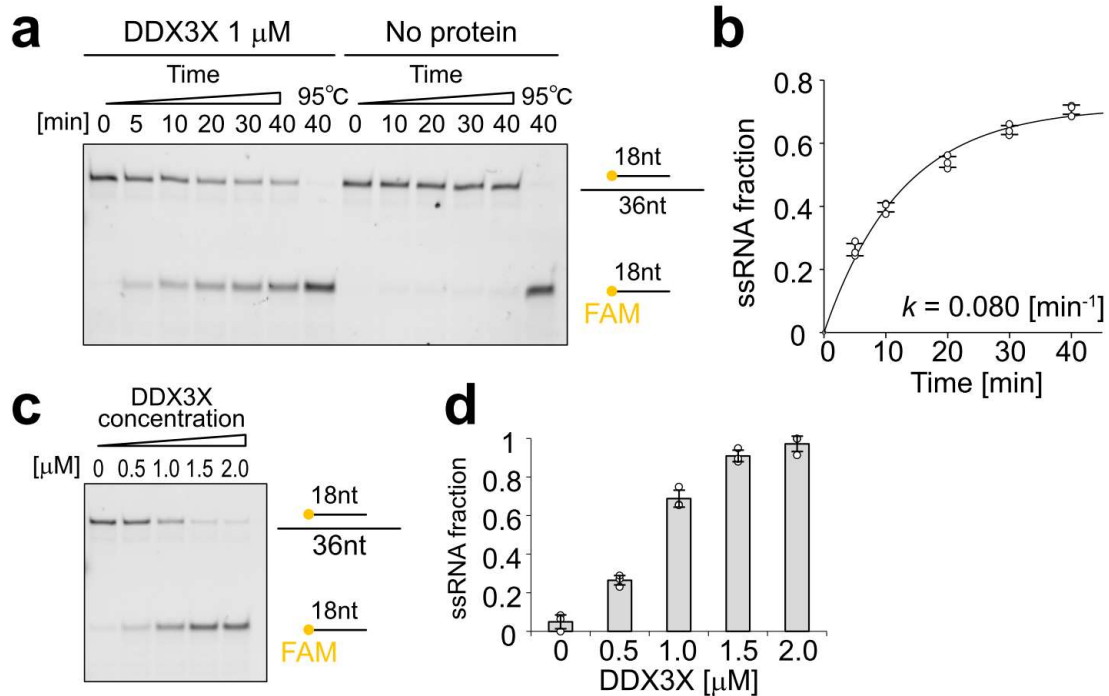 a
DDX3X 1 μM No protein
Time Time
95°C 95°C
[min] 0 5 10 20 30 40 40 0 10 20 30 40 40
18nt
36nt
18nt
FAM
b
ssRNA fraction
0.8
0.6
0.4
0.2
0
k = 0.080 [min⁻¹]
0 10 20 30 40
Time [min]
c
DDX3X
concentration
[μM] 0 0.5 1.0 1.5 2.0
18nt
36nt
18nt
FAM
d
ssRNA fraction
1
0.8
0.6
0.4
0.2
0
0 0.5 1.0 1.5 2.0
DDX3X [μM]